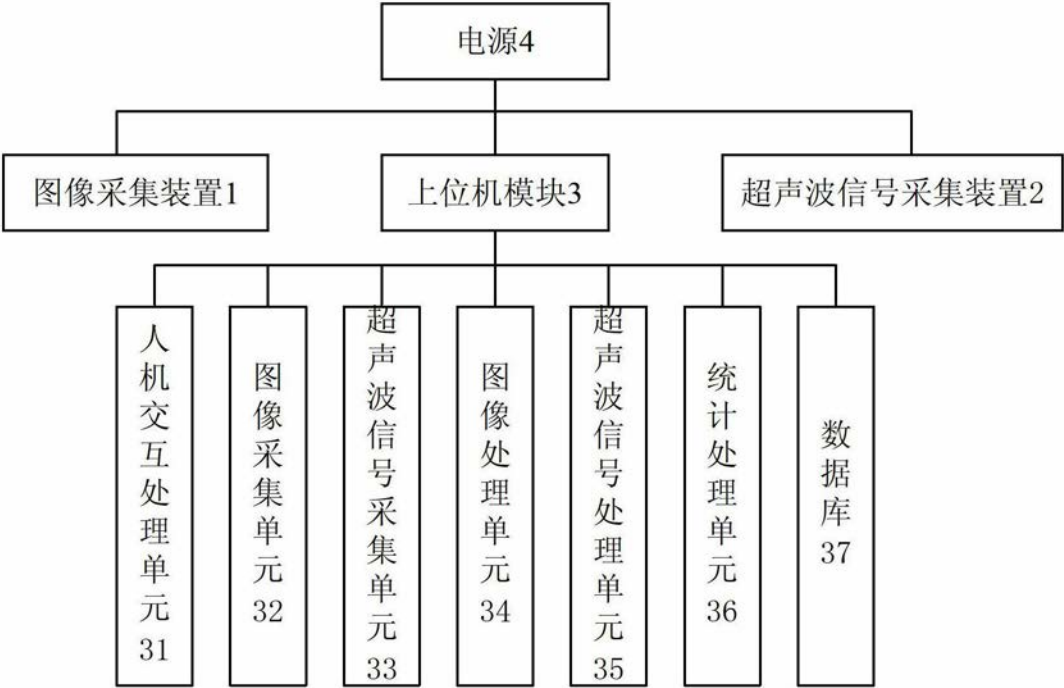 电源4
图像采集装置1
上位机模块3
超声波信号采集装置2
人机交互处理单元31
图像采集单元32
超声波信号采集单元33
图像处理单元34
超声波信号处理单元35
统计处理单元36
数据库37